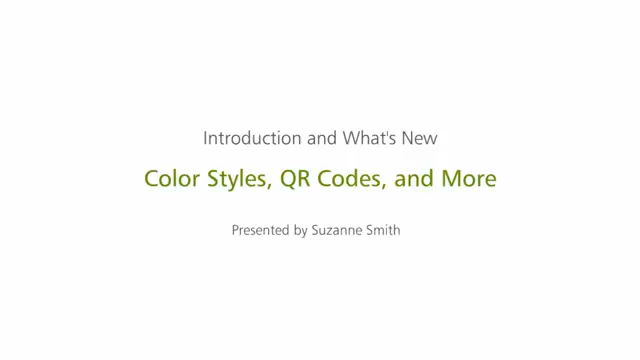 Introduction and What's New
Color Styles, QR Codes, and More
Presented by Suzanne Smith